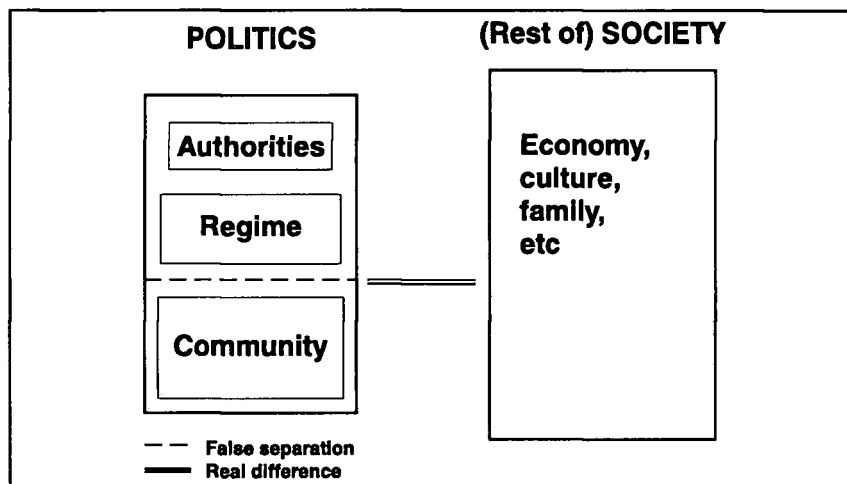 POLITICS
(Rest of) SOCIETY
Authorities
Regime
Community
Economy,
culture,
family,
etc
False separation
Real difference